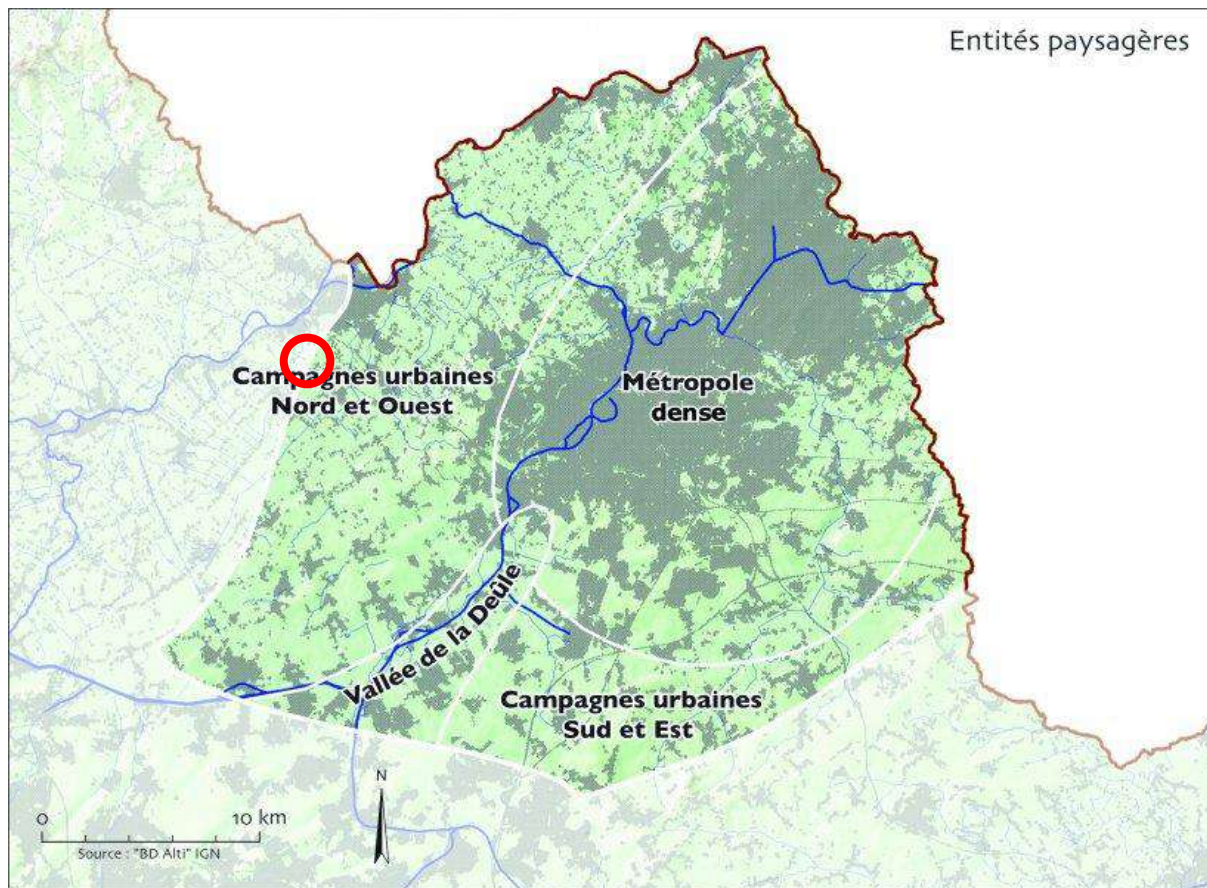 Entités paysagères
Campagnes urbaines
Nord et Ouest
Métropole
dense
Vallée de la Deûle
Campagnes urbaines
Sud et Est
N
0 10 km
Source : "BD Alti" IGN